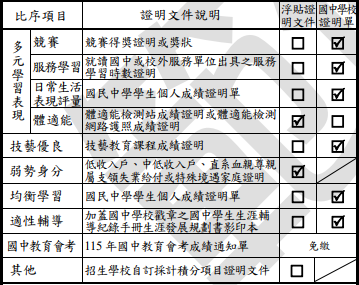 比序項目 證明文件說明 浮貼證明文件 國中學校證明單
多元學習表現
競賽 競賽得獎證明或獎狀 □ ☑
服務學習 就讀國中或校外服務單位出具之服務
學習時數證明 □ ☑
日常生活
表現評量 國民中學學生個人成績證明單 □ ☑
體適能 體適能檢測站成績證明或體適能檢測
網路護照成績證明 ☑ □
技藝優良 技藝教育課程成績證明 □ ☑
弱勢身分 低收入戶、中低收入戶、直系血親尊親
屬支領失業給付或特殊境遇家庭證明 ☑
均衡學習 國民中學學生個人成績證明單 □ ☑
適性輔導 加蓋國中學校戳章之國中學生生涯輔
導紀錄手冊生涯發展規劃書影印本 □ ☑
國中教育會考 115 年國中教育會考成績通知單 免繳
其他 招生學校自訂採計積分項目證明文件 □